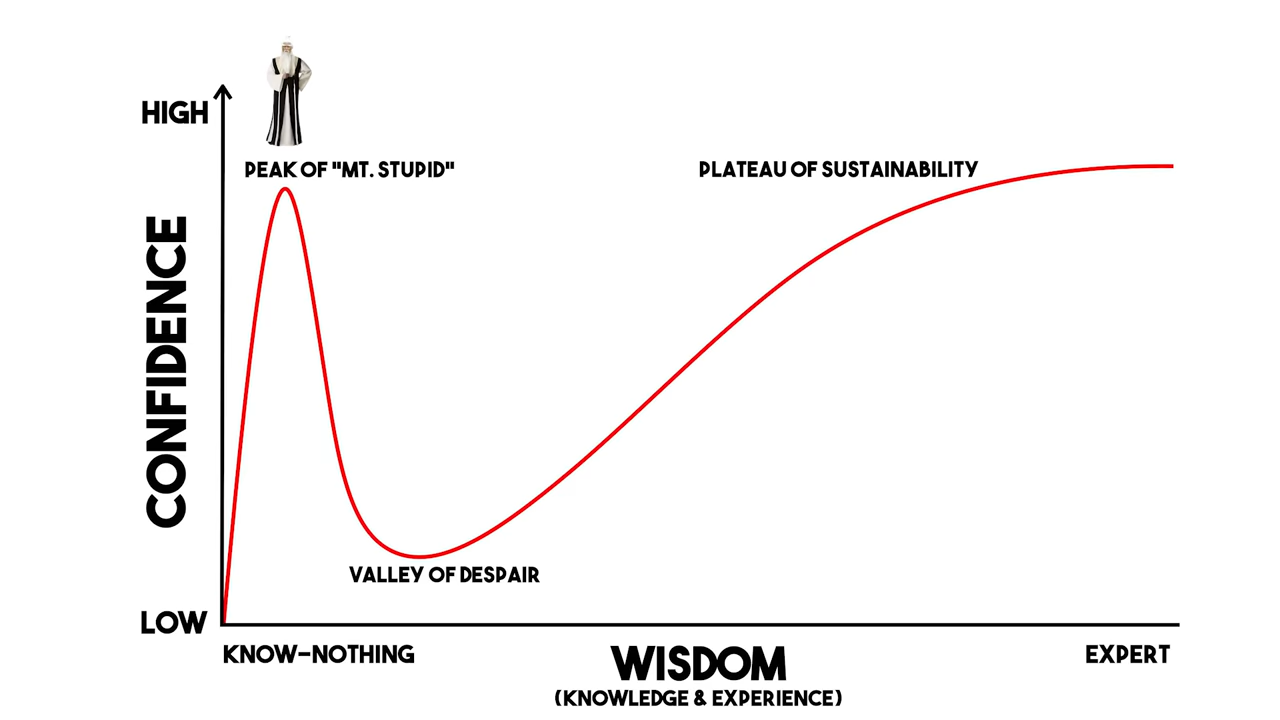 HIGH
PEAK OF "MT. STUPID"
PLATEAU OF SUSTAINABILITY
CONFIDENCE
VALLEY OF DESPAIR
LOW
KNOW-NOTHING
WISDOM
EXPERT
(KNOWLEDGE & EXPERIENCE)